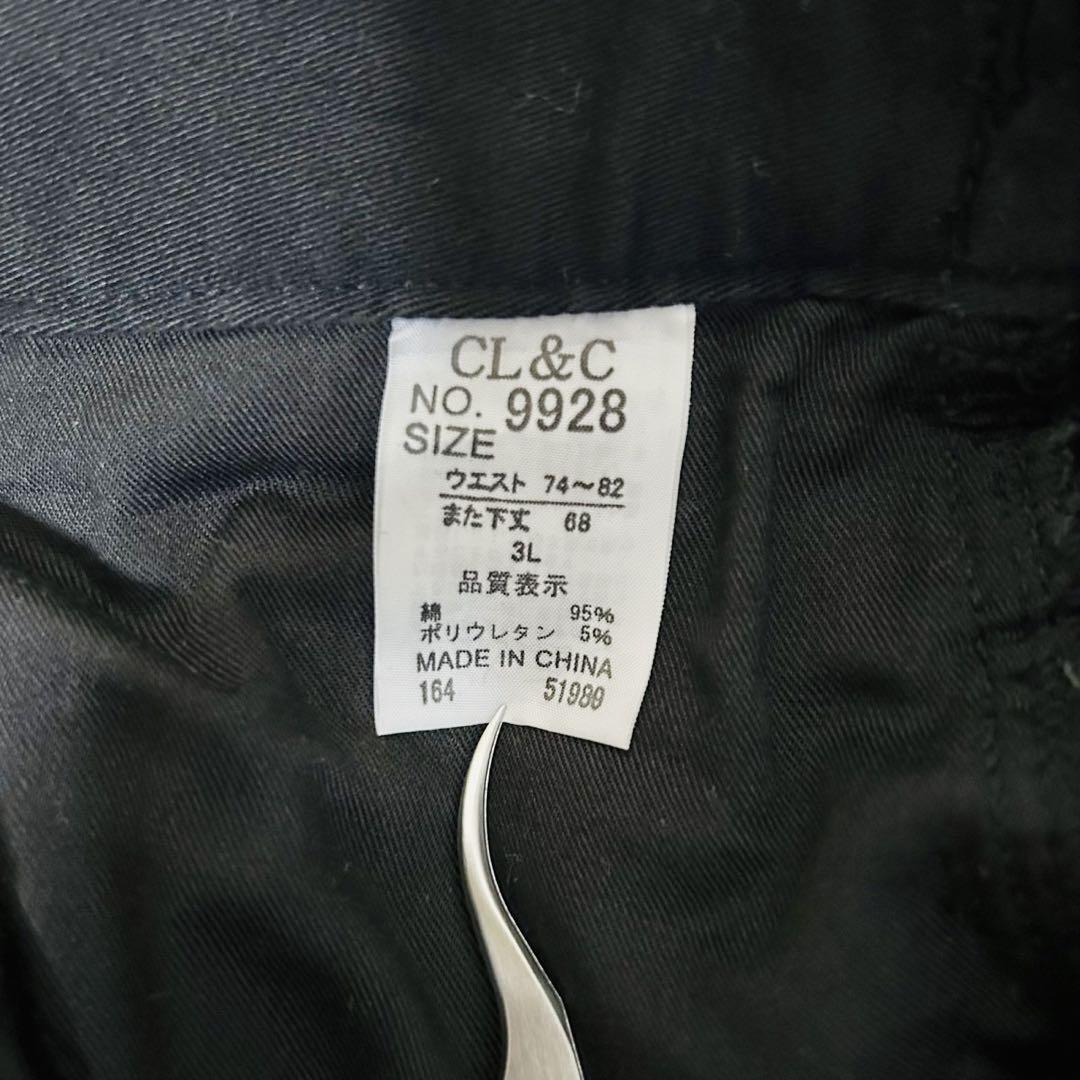 CL&C
NO. 9928
SIZE
ウエスト 74～82
また下丈 68
3L
品質表示
綿 95%
ポリウレタン 5%
MADE IN CHINA
164 51980